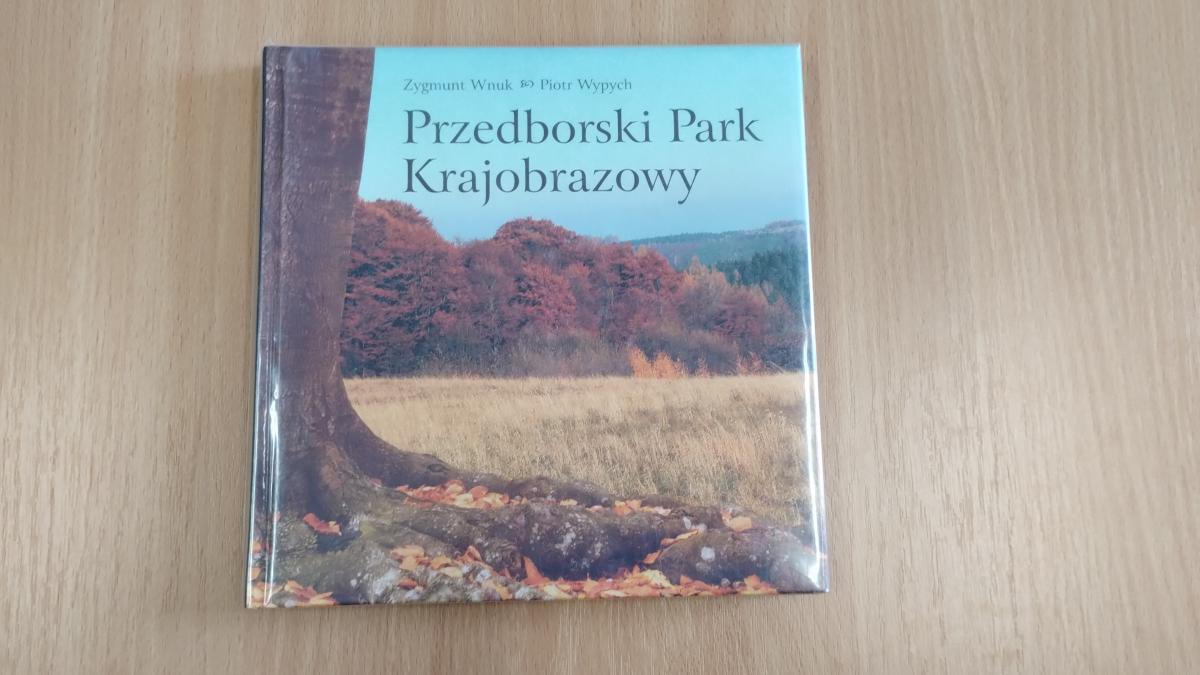 Zygmunt Wnuk Piotr Wypych
Przedborski Park
Krajobrazowy